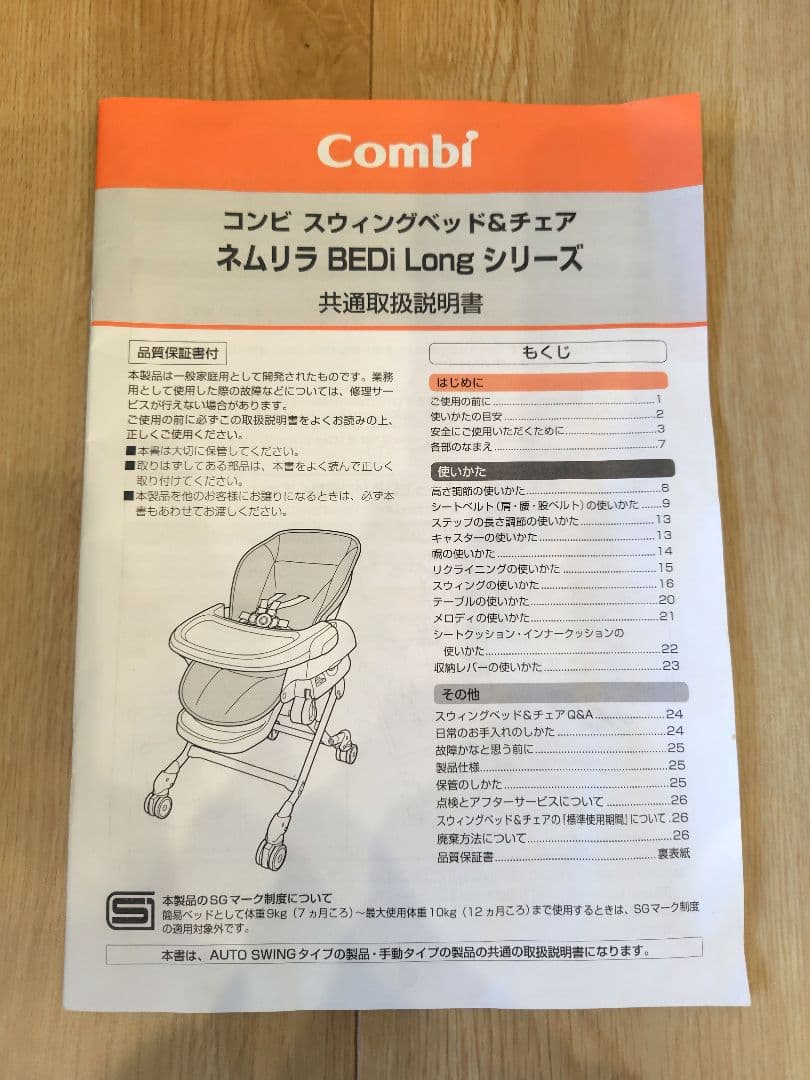 Combi
コンビ スウィングベッド&チェア
ネムリラ BEDi Long シリーズ
共通取扱説明書
品質保証書付
本製品は一般家庭用として開発されたものです。業務
用として使用した際の故障などについては、修理サー
ビスが行えない場合があります。
ご使用の前に必ずこの取扱説明書をよくお読みの上、
正しくご使用ください。
■本書は大切に保管してください。
■取りはずしてある部品は、本書をよく読んで正しく
取り付けてください。
■本製品を他のお客様にお譲りになるときは、必ず本
書もあわせてお渡しください。
もくじ
はじめに
ご使用の前に........1
使いかたの目安........2
安全にご使用いただくために........3
各部のなまえ........7
使いかた
高さ調節の使いかた........8
シートベルト(肩・腰・股ベルト)の使いかた........9
ステップの長さ調節の使いかた........13
キャスターの使いかた........13
幌の使いかた........14
リクライニングの使いかた........15
スウィングの使いかた........16
テーブルの使いかた........20
メロディの使いかた........21
シートクッション・インナークッションの
使いかた........22
収納レバーの使いかた........23
その他
スウィングベッド&チェア Q&A........24
日常のお手入れのしかた........24
故障かなと思う前に........25
製品仕様........25
保管のしかた........25
点検とアフターサービスについて........26
スウィングベッド&チェアの『標準使用期間』について.26
廃棄方法について........26
品質保証書........裏表紙
本製品のSGマーク制度について
簡易ベッドとして体重9kg(7ヵ月ころ)～最大使用体重10kg(12ヵ月ころ)まで使用するときは、SGマーク制度
の適用対象外です。
本書は、AUTO SWINGタイプの製品・手動タイプの製品の共通の取扱説明書になります。